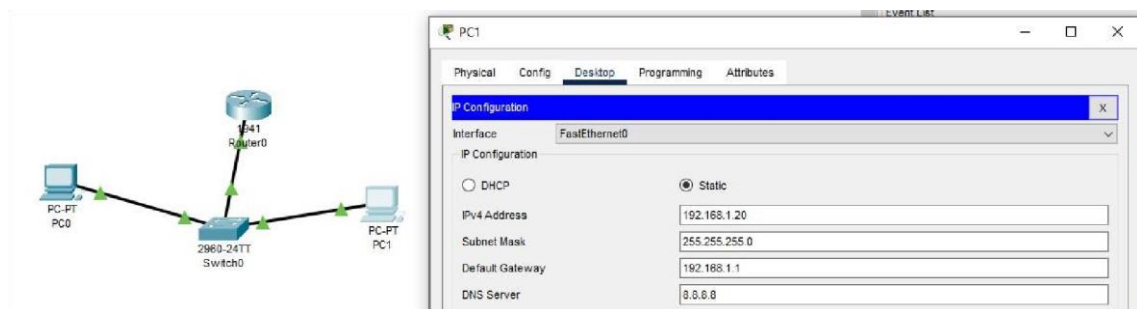 Event List
PC1
Physical Config Desktop Programming Attributes
IP Configuration X
Interface FastEthernet0
IP Configuration
DHCP Static
IPv4 Address 192.168.1.20
Subnet Mask 255.255.255.0
Default Gateway 192.168.1.1
DNS Server 8.8.8.8
1941
Router0
PC-PT
PC0
2960-24TT
Switch0
PC-PT
PC1